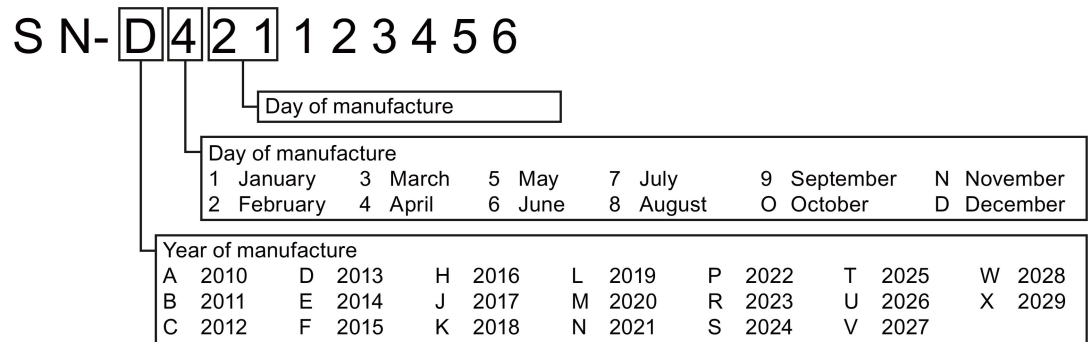 S N- D 4 2 1 1 2 3 4 5 6
Day of manufacture
Day of manufacture
1 January 3 March 5 May 7 July 9 September N November
2 February 4 April 6 June 8 August O October D December
Year of manufacture
A 2010 D 2013 H 2016 L 2019 P 2022 T 2025 W 2028
B 2011 E 2014 J 2017 M 2020 R 2023 U 2026 X 2029
C 2012 F 2015 K 2018 N 2021 S 2024 V 2027